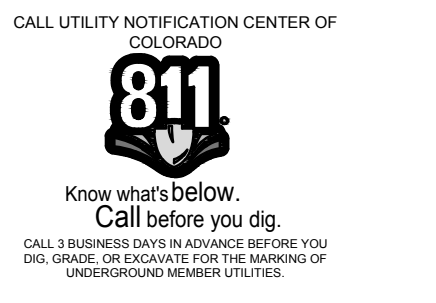 CALL UTILITY NOTIFICATION CENTER OF
COLORADO
811
Know what's below.
Call before you dig.
CALL 3 BUSINESS DAYS IN ADVANCE BEFORE YOU
DIG, GRADE, OR EXCAVATE FOR THE MARKING OF
UNDERGROUND MEMBER UTILITIES.